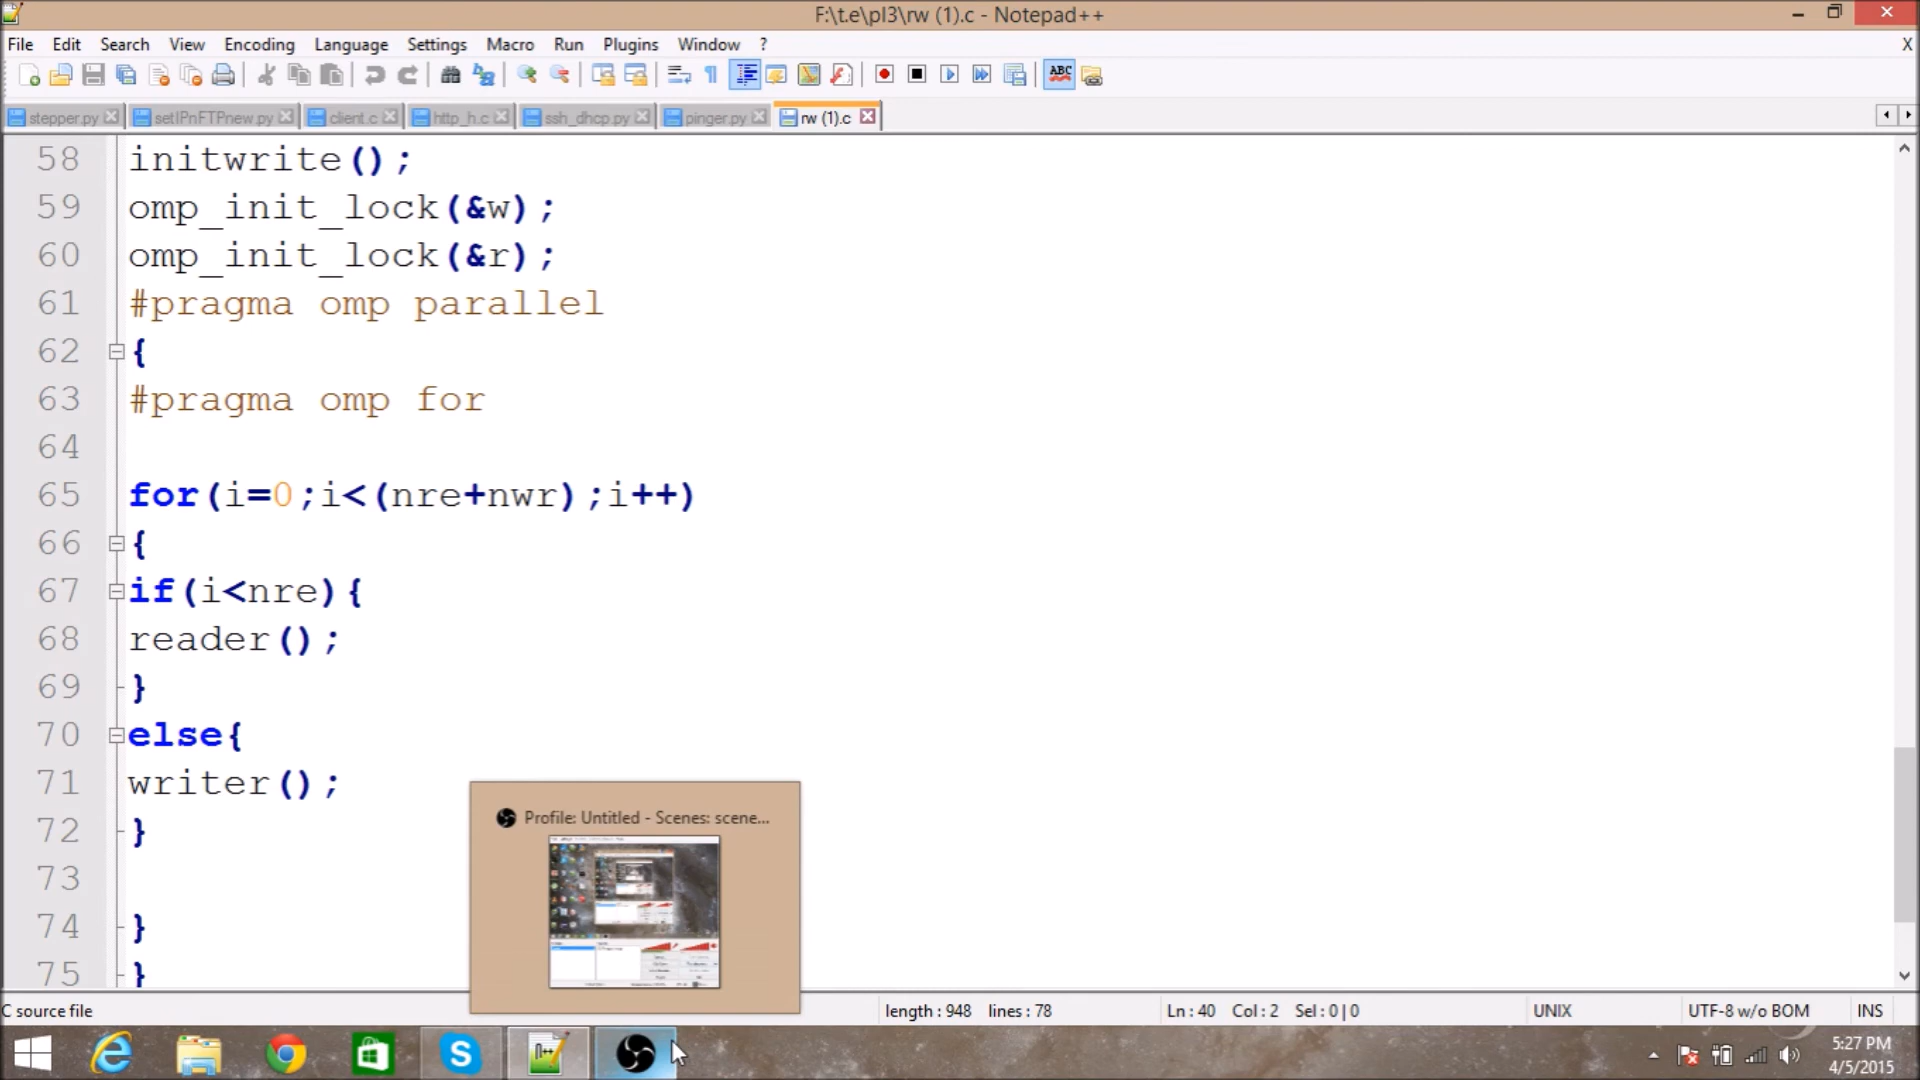 F:\t.e\pl3\rw (1).c - Notepad++
File Edit Search View Encoding Language Settings Macro Run Plugins Window ? X
ABC
stepper.py setIPnFTPnew.py client.c http_h.c ssh_dhcp.py pinger.py rw (1).c
58 initwrite();
59 omp_init_lock(&w);
60 omp_init_lock(&r);
61 #pragma omp parallel
62 {
63 #pragma omp for
64
65 for(i=0;i<(nre+nwr);i++)
66 {
67 if(i<nre){
68 reader();
69 }
70 else{
71 writer();
72 }
73
74 }
75 }
Profile: Untitled - Scenes: scene...
C source file length : 948 lines : 78 Ln : 40 Col : 2 Sel : 0 | 0 UNIX UTF-8 w/o BOM INS
5:27 PM
4/5/2015